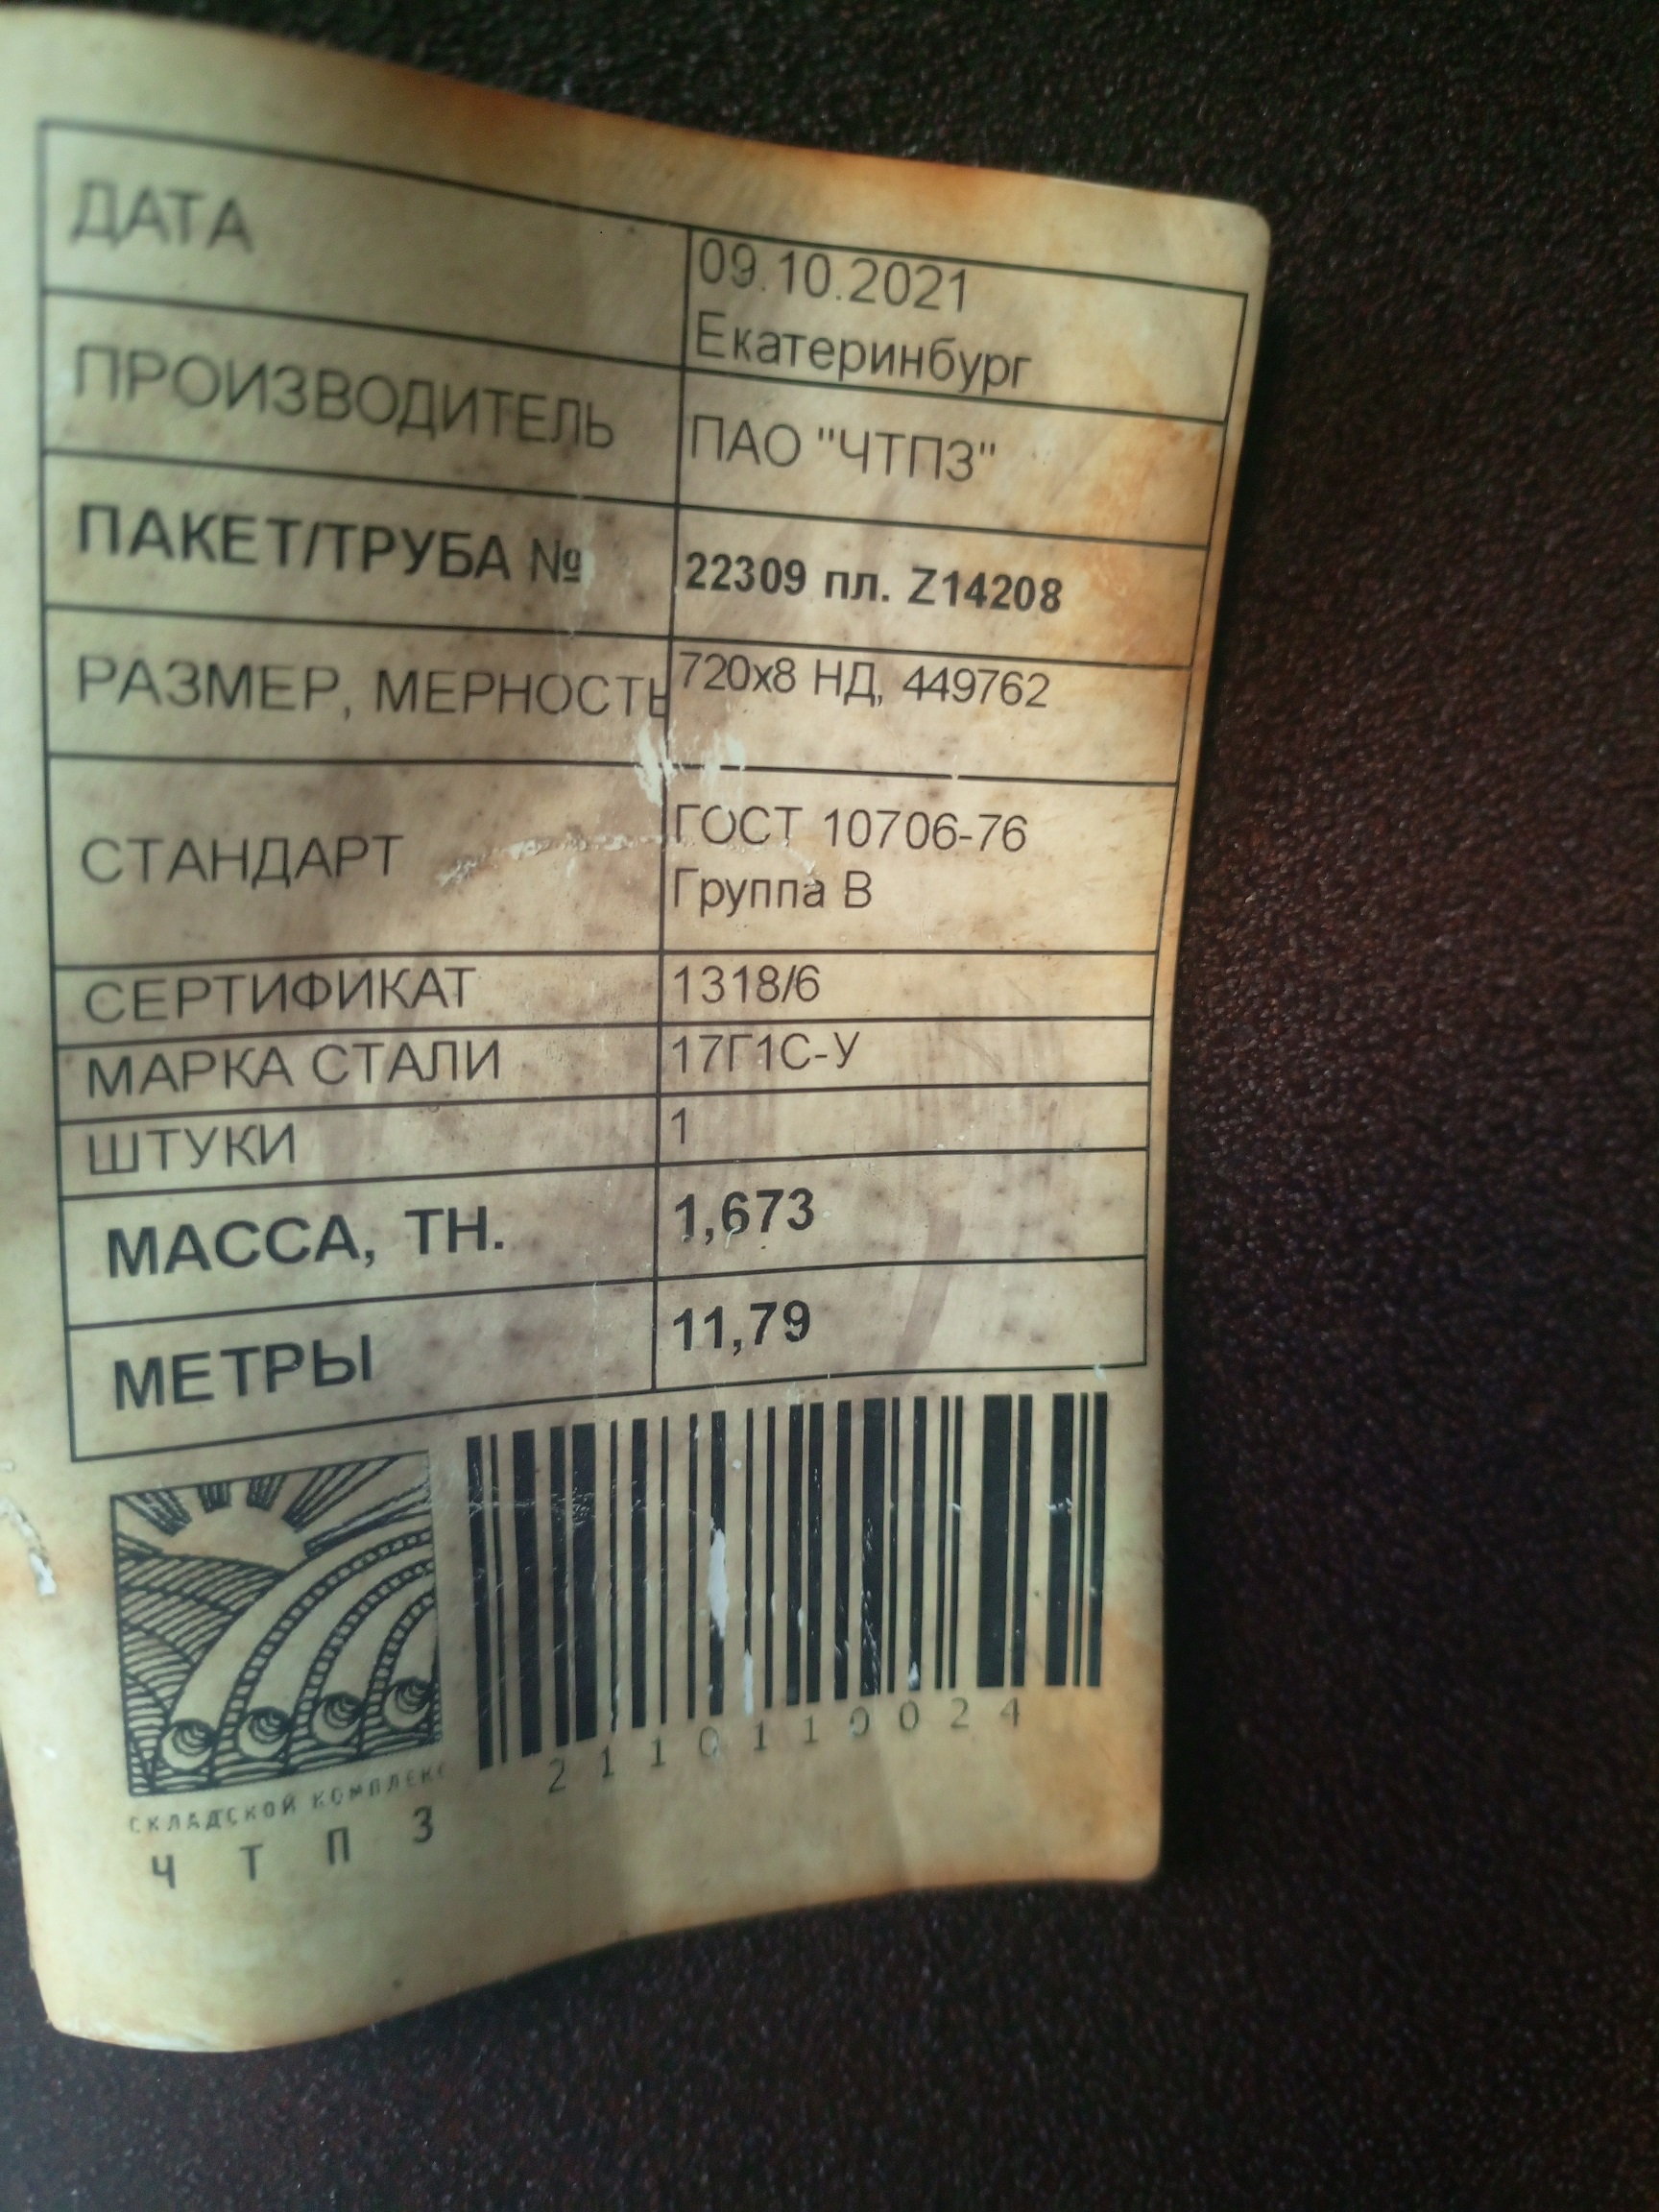 ДАТА
09.10.2021
Екатеринбург
ПРОИЗВОДИТЕЛЬ
ПАО "ЧТПЗ"
ПАКЕТ/ТРУБА №
22309 пл. Z14208
РАЗМЕР, МЕРНОСТЬ
720х8 НД, 449762
СТАНДАРТ
ГОСТ 10706-76
Группа В
СЕРТИФИКАТ
1318/6
МАРКА СТАЛИ
17Г1С-У
ШТУКИ
1
МАССА, ТН.
1,673
МЕТРЫ
11,79
2110110024
СКЛАДСКОЙ КОМПЛЕКС
ЧТПЗ